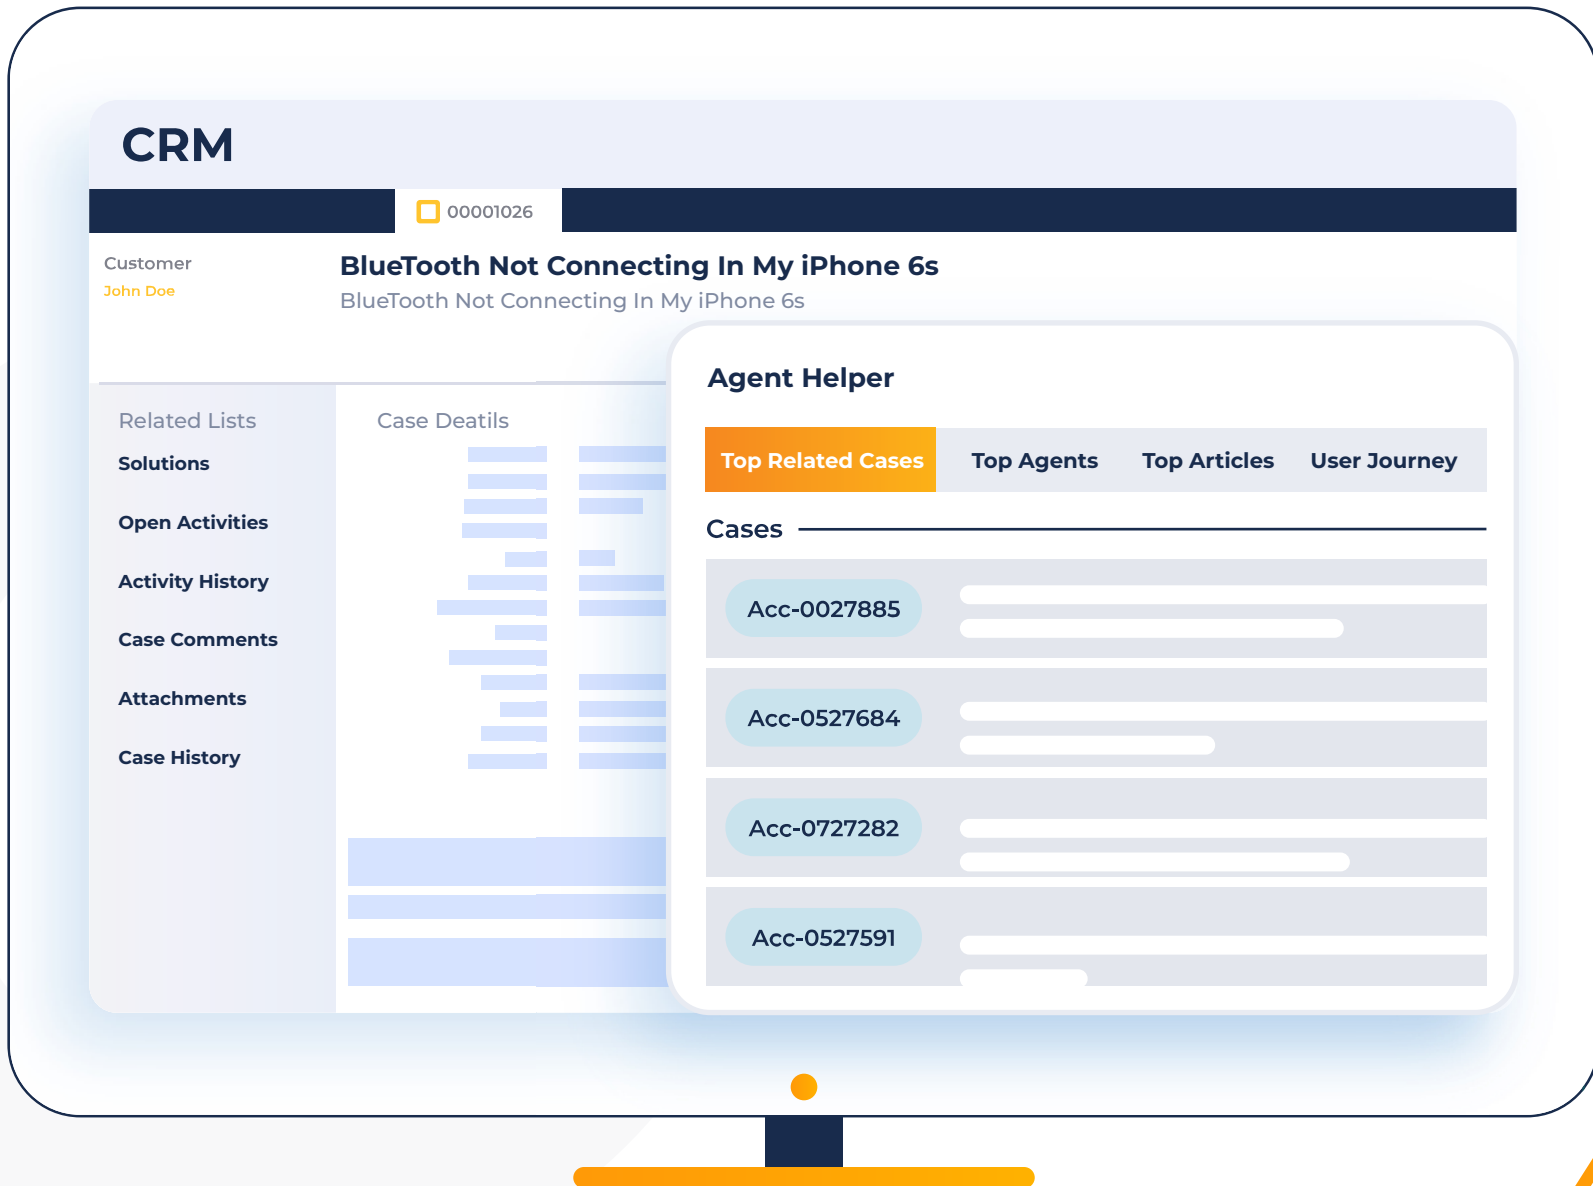 CRM
00001026
Customer
John Doe
BlueTooth Not Connecting In My iPhone 6s
BlueTooth Not Connecting In My iPhone 6s
Related Lists
Solutions
Open Activities
Activity History
Case Comments
Attachments
Case History
Case Deatils
Agent Helper
Top Related Cases Top Agents Top Articles User Journey
Cases
Acc-0027885
Acc-0527684
Acc-0727282
Acc-0527591